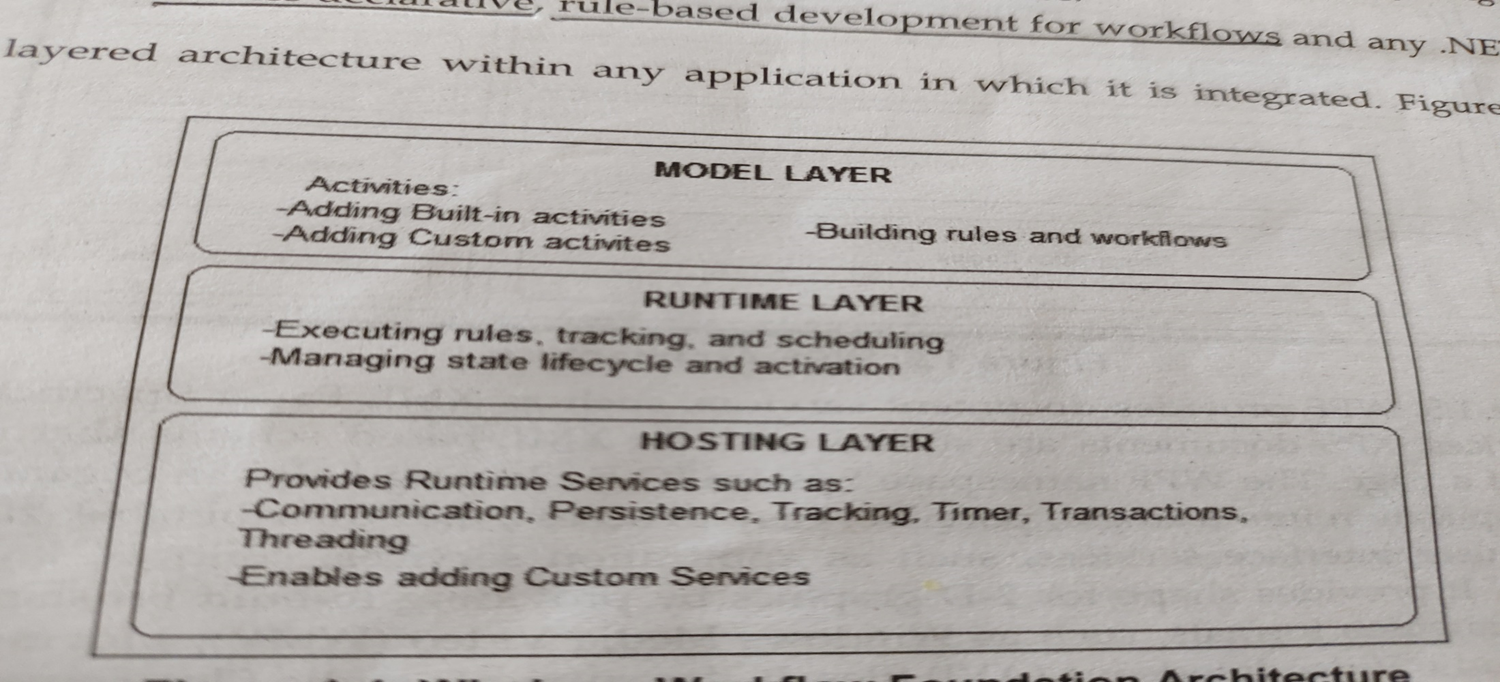 declarative, rule-based development for workflows and any .NE
layered architecture within any application in which it is integrated. Figure
MODEL LAYER
Activities:
-Adding Built-in activities
-Adding Custom activites
-Building rules and workflows
RUNTIME LAYER
-Executing rules, tracking, and scheduling
-Managing state lifecycle and activation
HOSTING LAYER
Provides Runtime Services such as:
-Communication, Persistence, Tracking, Timer, Transactions,
Threading
-Enables adding Custom Services
Foundation Architecture